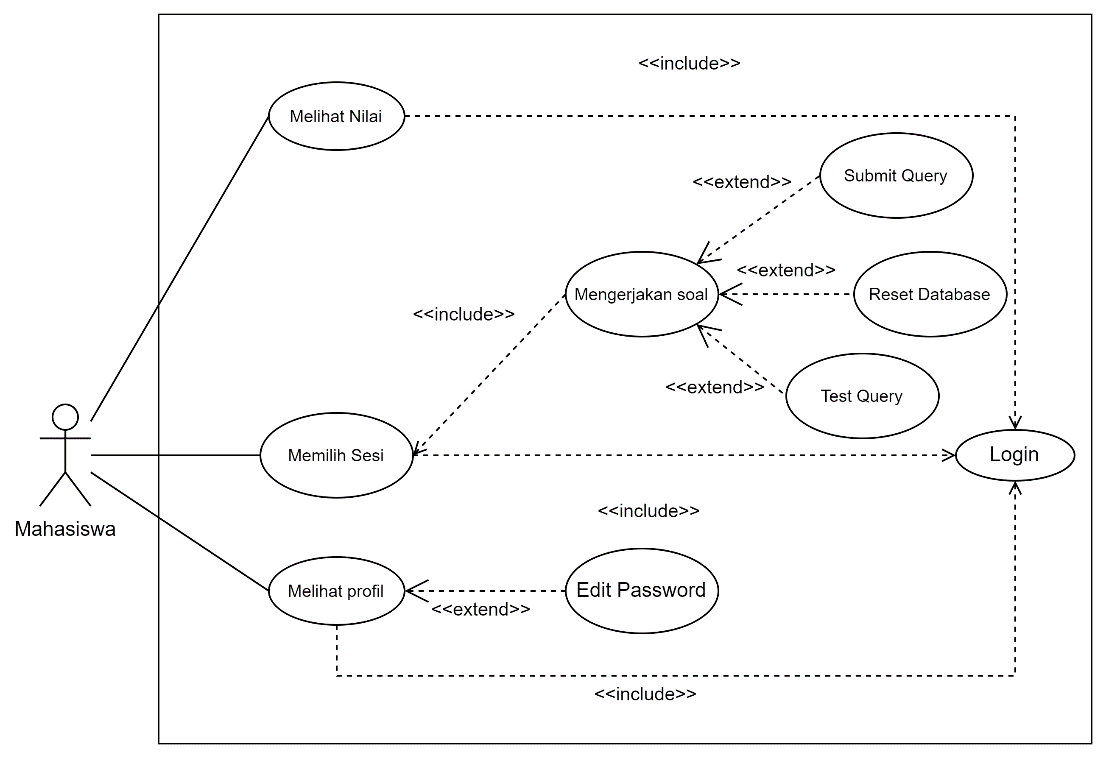 <<include>>
Melihat Nilai
Submit Query
<<extend>>
<<extend>>
Mengerjakan soal
Reset Database
<<include>>
<<extend>>
Test Query
Memilih Sesi
Login
Mahasiswa
<<include>>
Melihat profil
Edit Password
<<extend>>
<<include>>